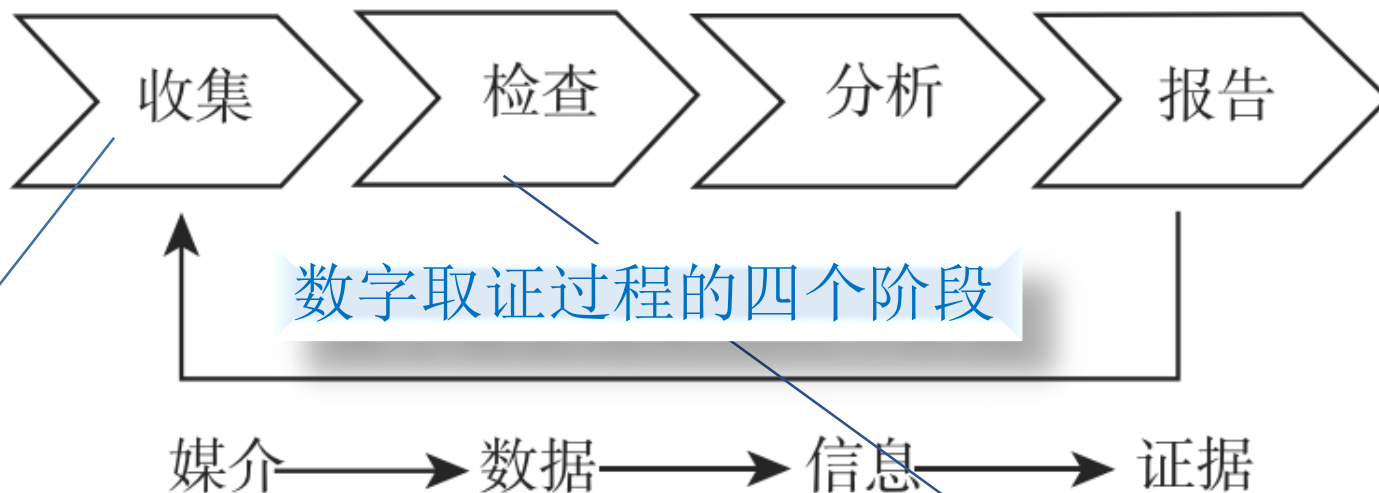 收集 检查 分析 报告
数字取证过程的四个阶段
媒介 数据 信息 证据